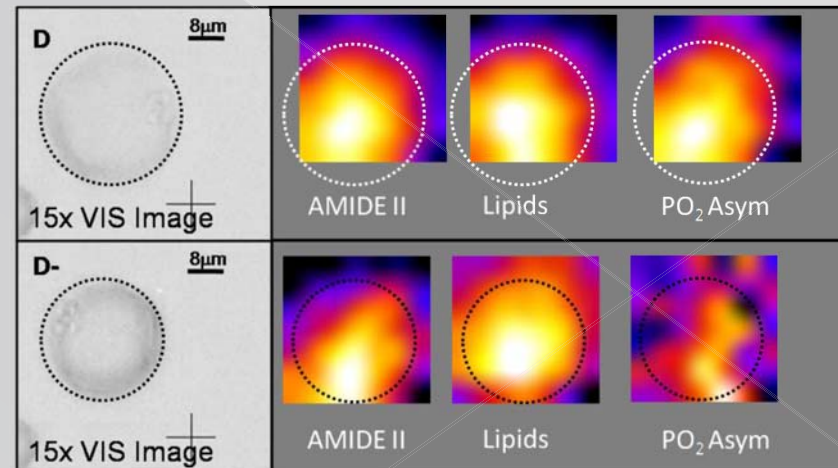 D
8µm
15x VIS Image
AMIDE II
Lipids
PO₂ Asym
D-
8µm
15x VIS Image
AMIDE II
Lipids
PO₂ Asym